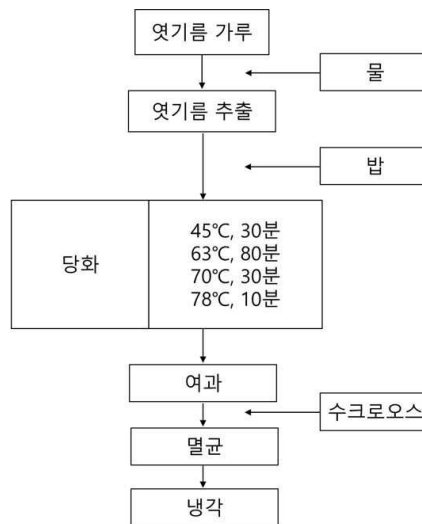 엿기름 가루
물
엿기름 추출
밥
당화
45℃, 30분
63℃, 80분
70℃, 30분
78℃, 10분
여과
수크로오스
멸균
냉각